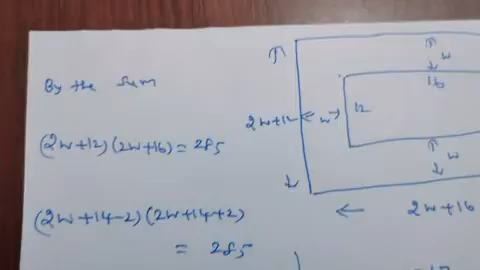 By the sum
(2w+12)(2w+16) = 285
(2w+14-2)(2w+14+2)
= 285
w
16
2w+12
w
12
w
2w+16